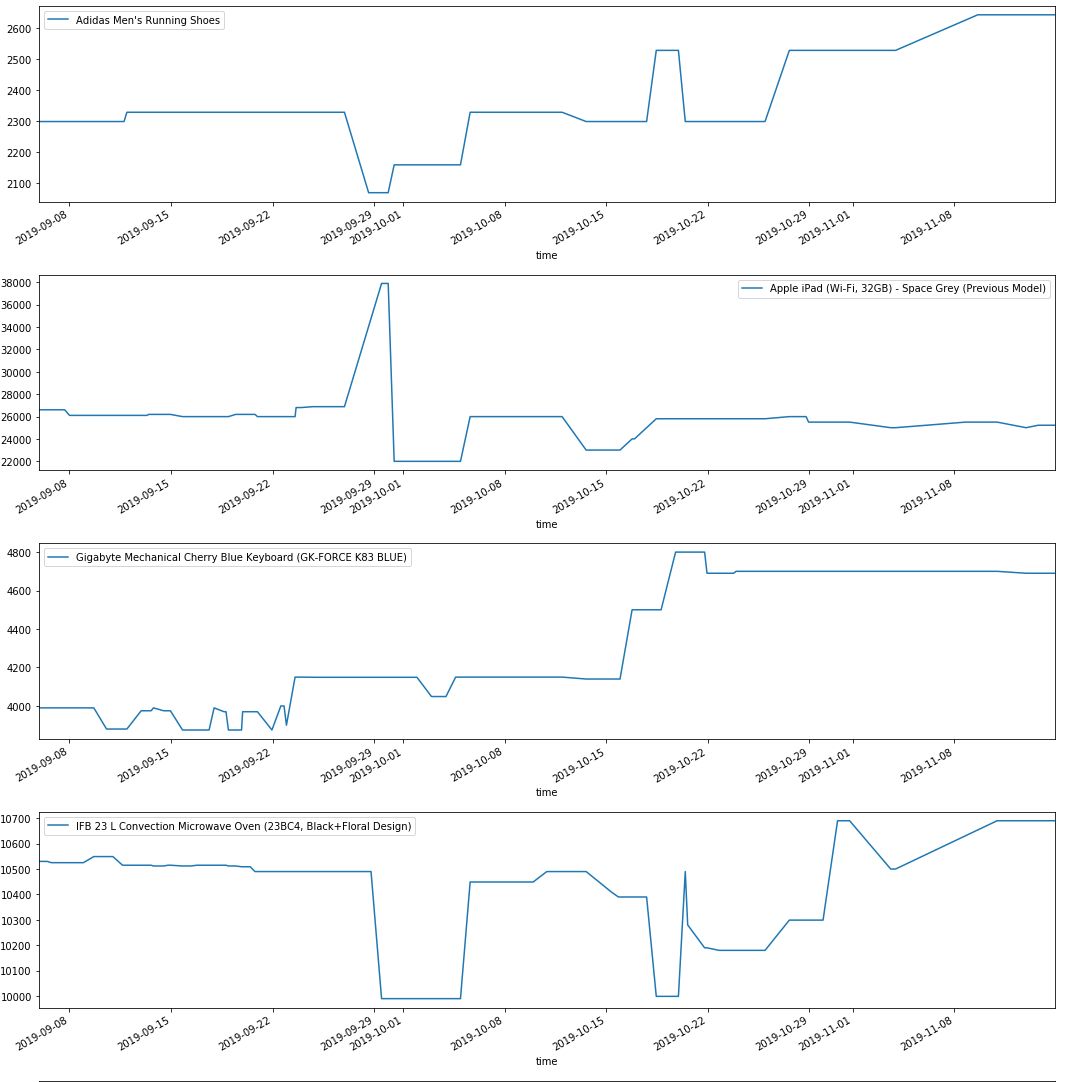 Adidas Men's Running Shoes
2600
2500
2400
2300
2200
2100
2019-09-08 2019-09-15 2019-09-22 2019-09-29 2019-10-01 2019-10-08 2019-10-15 2019-10-22 2019-10-29 2019-11-01 2019-11-08
time
Apple iPad (Wi-Fi, 32GB) - Space Grey (Previous Model)
38000
36000
34000
32000
30000
28000
26000
24000
22000
2019-09-08 2019-09-15 2019-09-22 2019-09-29 2019-10-01 2019-10-08 2019-10-15 2019-10-22 2019-10-29 2019-11-01 2019-11-08
time
Gigabyte Mechanical Cherry Blue Keyboard (GK-FORCE K83 BLUE)
4800
4600
4400
4200
4000
2019-09-08 2019-09-15 2019-09-22 2019-09-29 2019-10-01 2019-10-08 2019-10-15 2019-10-22 2019-10-29 2019-11-01 2019-11-08
time
IFB 23 L Convection Microwave Oven (23BC4, Black+Floral Design)
10700
10600
10500
10400
10300
10200
10100
10000
2019-09-08 2019-09-15 2019-09-22 2019-09-29 2019-10-01 2019-10-08 2019-10-15 2019-10-22 2019-10-29 2019-11-01 2019-11-08
time